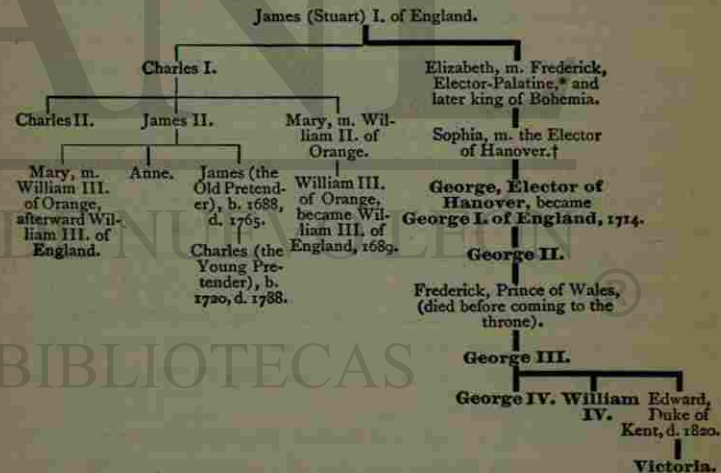 James (Stuart) I. of England.
Charles I.
Elizabeth, m. Frederick,
Elector-Palatine,* and
later king of Bohemia.
Charles II.
James II.
Mary, m. Wil-
liam II. of
Orange.
Sophia, m. the Elector
of Hanover.†
Mary, m.
William III.
of Orange,
afterward Wil-
liam III. of
England.
Anne.
James (the
Old Pretend-
er), b. 1688,
d. 1765.
William III.
of Orange,
became Wil-
liam III. of
England, 1689.
George, Elector of
Hanover, became
George I. of England, 1714.
Charles (the
Young Pre-
tender), b.
1720, d. 1788.
George II.
Frederick, Prince of Wales,
(died before coming to the
throne).
George III.
George IV.
William
IV.
Edward,
Duke of
Kent, d. 1820.
Victoria.
BIBLIOTECAS
®